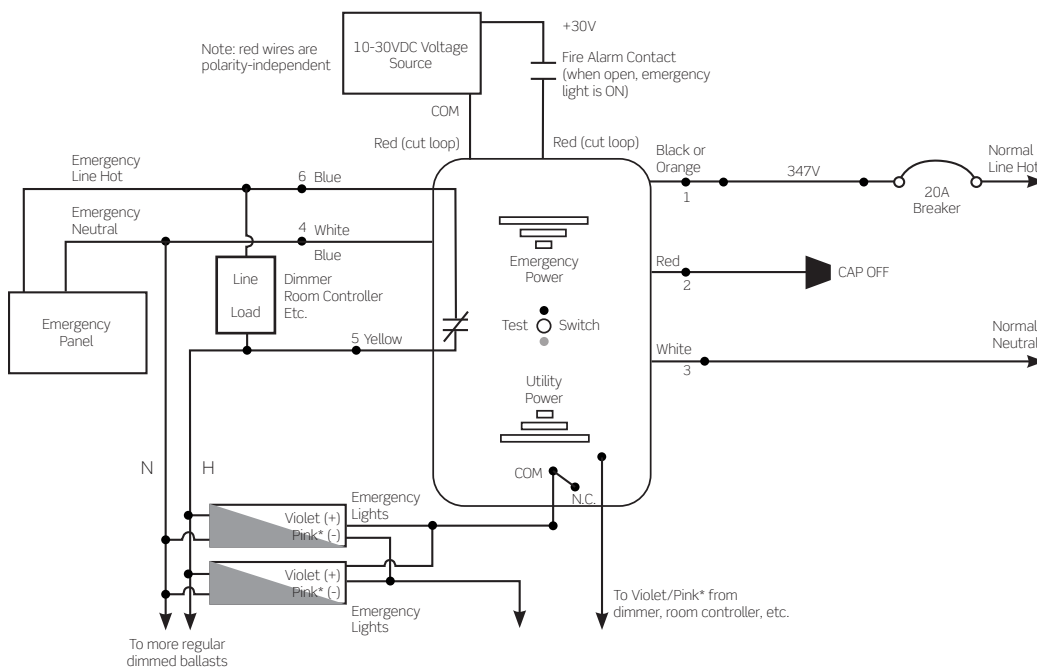 Note: red wires are
polarity-independent
10-30VDC Voltage
Source
+30V
Fire Alarm Contact
(when open, emergency
light is ON)
COM
Red (cut loop)
Red (cut loop)
Emergency
Line Hot
6 Blue
Emergency
Neutral
4 White
Blue
Line
Load
Dimmer
Room Controller
Etc.
Emergency
Panel
5 Yellow
Black or
Orange
1
347V
20A
Breaker
Normal
Line Hot
Red
2
CAP OFF
White
3
Normal
Neutral
Emergency
Power
Test
Switch
Utility
Power
COM
N.C.
N
H
Violet (+)
Pink* (-)
Emergency
Lights
Violet (+)
Pink* (-)
Emergency
Lights
To Violet/Pink* from
dimmer, room controller, etc.
To more regular
dimmed ballasts